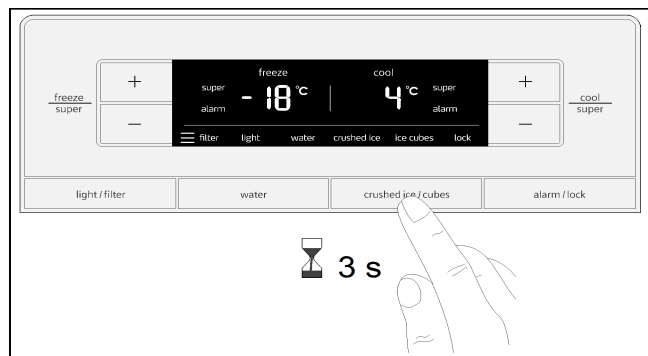 freeze
super
+
−
freeze cool
super - 18 °C 4 °C super
alarm alarm
filter light water crushed ice ice cubes lock
+
−
cool
super
light / filter water crushed ice / cubes alarm / lock
3 s